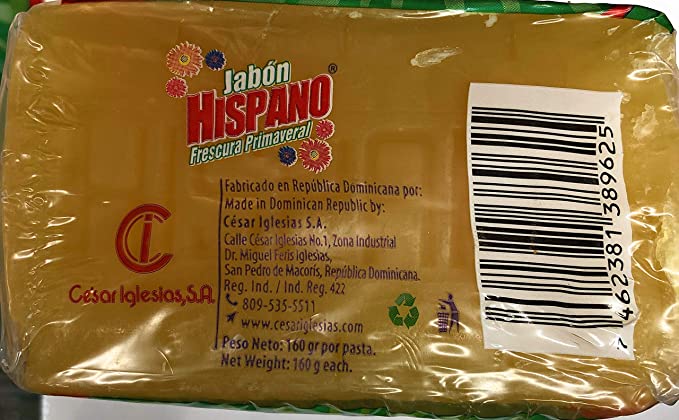 Jabón
HISPANO®
Frescura Primaveral
Fabricado en República Dominicana por:
Made in Dominican Republic by:
César Iglesias S.A.
Calle César Iglesias No.1, Zona Industrial
Dr. Miguel Feris iglesias,
San Pedro de Macorís, República Dominicana.
Reg. Ind. / Ind. Reg. 422
809-535-5511
www.cesariglesias.com
Peso Neto: 160 gr por pasta.
Net Weight: 160 g each.
CI
César Iglesias, S.A.
7 462381 389625